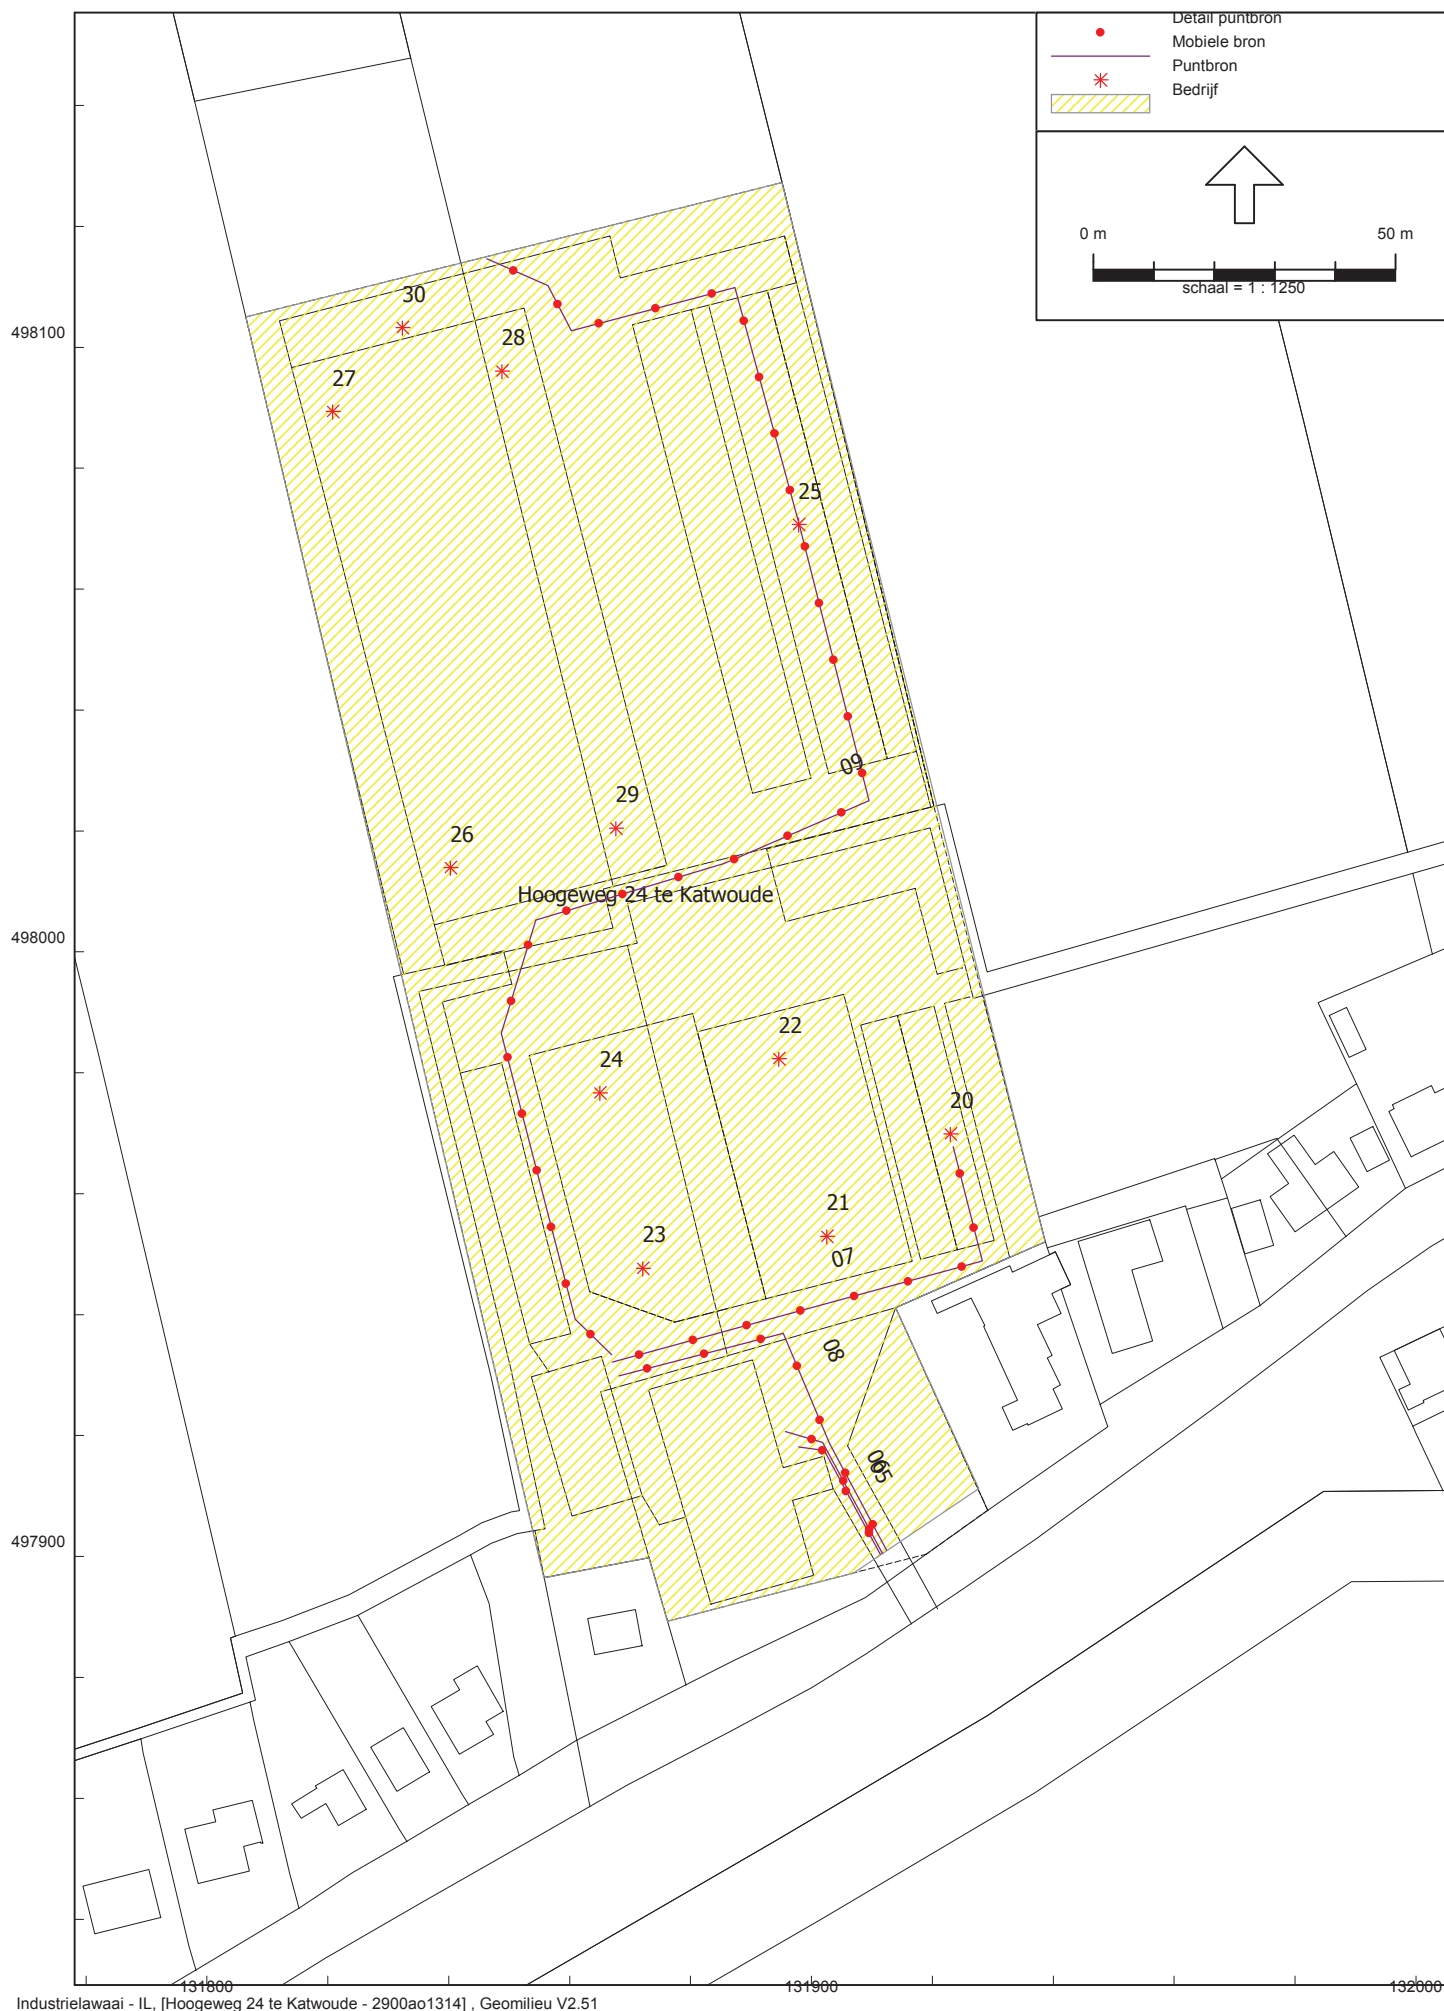 Detail puntbron
Mobiele bron
Puntbron
Bedrijf
0 m
50 m
schaal = 1 : 1250
30
28
27
25
498100
09
29
26
Hoogeweg 24 te Katwoude
498000
22
24
20
21
23
07
08
06
05
497900
131800
131900
132000
Industrielawaai - IL, [Hoogeweg 24 te Katwoude - 2900ao1314] , Geomilieu V2.51